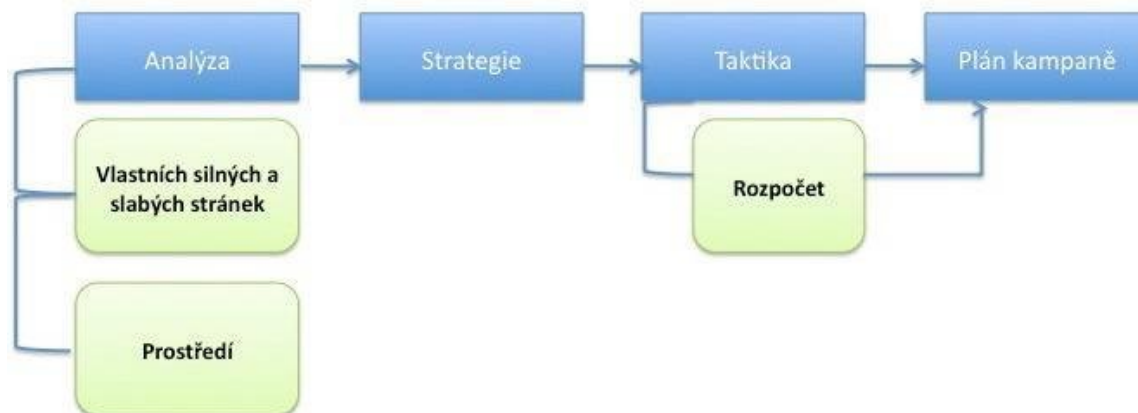 Analýza
Strategie
Taktika
Plán kampaně
Vlastních silných a
slabých stránek
Rozpočet
Prostředí